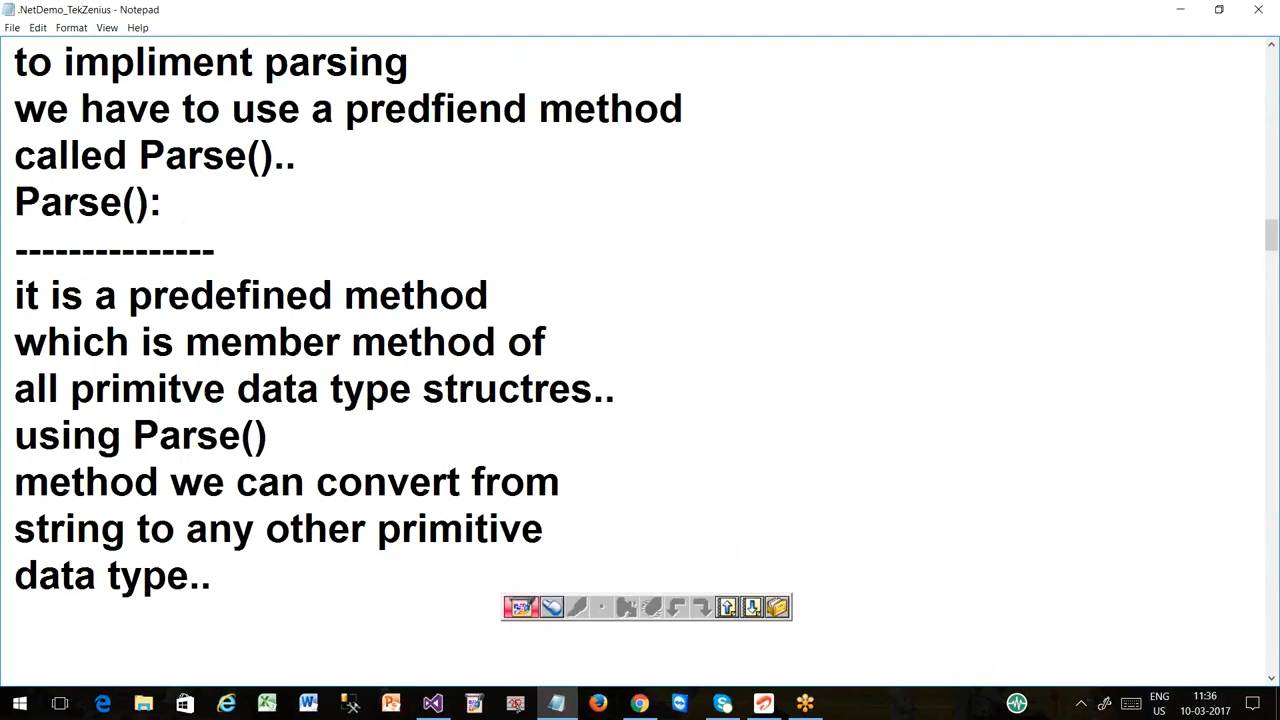 .NetDemo_TekZenius - Notepad
File Edit Format View Help
to impliment parsing
we have to use a predfiend method
called Parse()..
Parse():
---------------
it is a predefined method
which is member method of
all primitve data type structres..
using Parse()
method we can convert from
string to any other primitive
data type..
ENG 11:36
US 10-03-2017